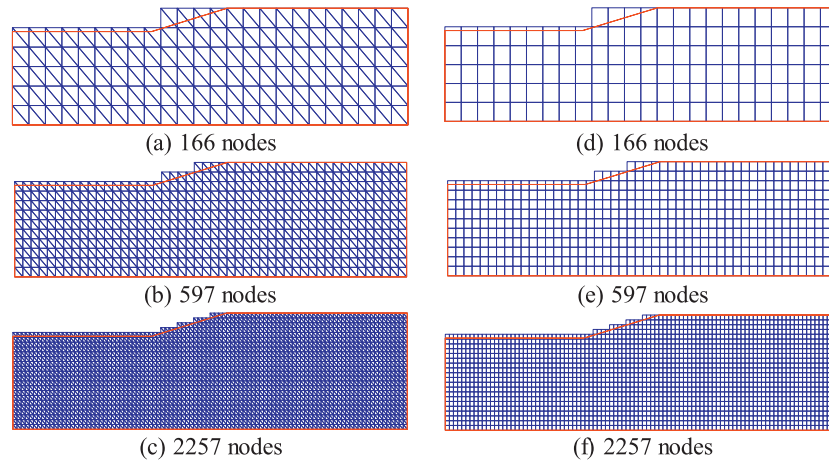 (a) 166 nodes
(d) 166 nodes
(b) 597 nodes
(e) 597 nodes
(c) 2257 nodes
(f) 2257 nodes